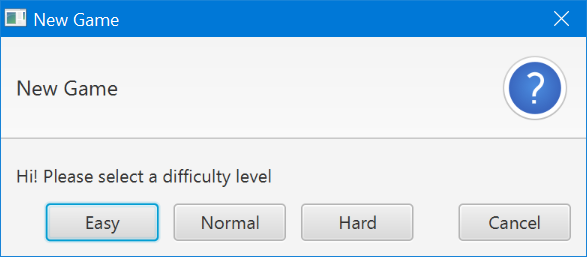 New Game
New Game
?
Hi! Please select a difficulty level
Easy Normal Hard Cancel